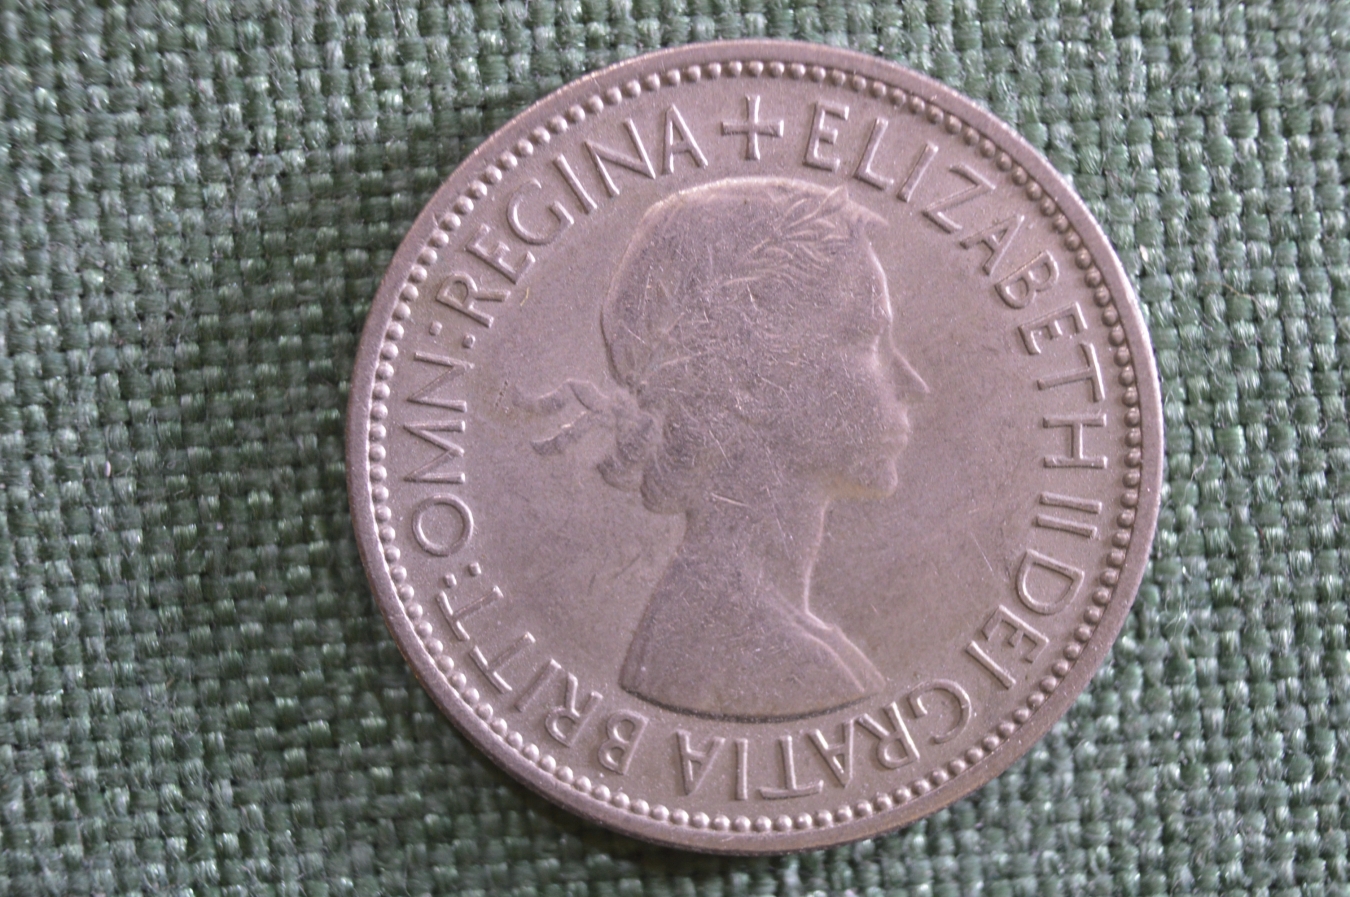 + ELIZABETH II DEI GRATIA BRITT:OMN:REGINA